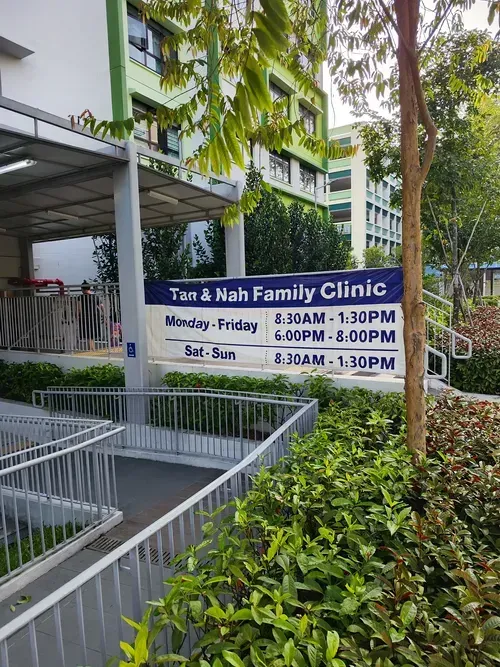 Tan & Nah Family Clinic
Monday - Friday 8:30AM - 1:30PM
6:00PM - 8:00PM
Sat - Sun 8:30AM - 1:30PM